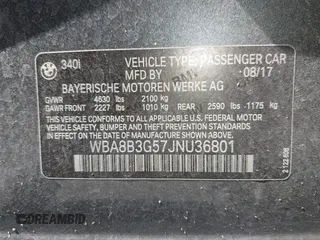 340i VEHICLE TYPE: PASSENGER CAR
MFD BY 08/17
BAYERISCHE MOTOREN WERKE AG
GVWR 4630 lbs 2100 kg
GAWR FRONT 2227 lbs 1010 kg REAR 2590 lbs -1175 kg
THIS VEHICLE CONFORMS TO ALL APPLICABLE
U.S. FEDERAL MOTOR VEHICLE SAFETY, BUMPER,
AND THEFT PREVENTION STANDARDS IN EFFECT
ON THE DATE OF MANUFACTURE SHOWN ABOVE.
WBA8B3G57JNU36801
DREAMBID